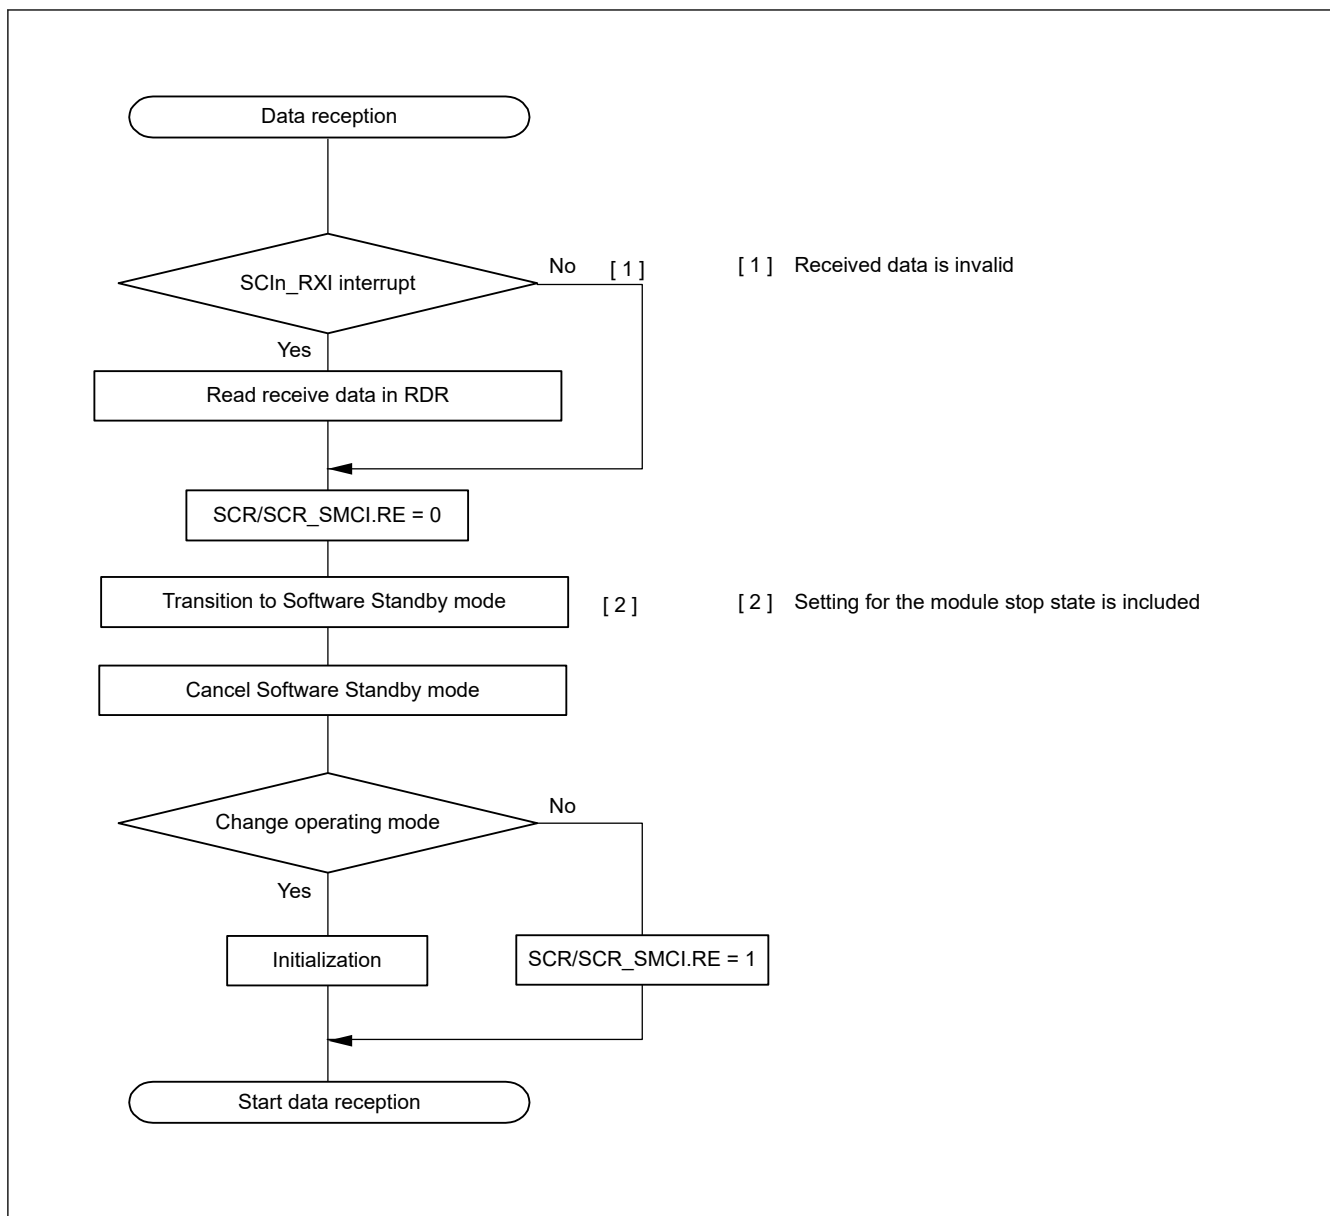 Data reception
SCIn_RXI interrupt
No [ 1 ]
[ 1 ] Received data is invalid
Yes
Read receive data in RDR
SCR/SCR_SMCI.RE = 0
Transition to Software Standby mode
[ 2 ]
[ 2 ] Setting for the module stop state is included
Cancel Software Standby mode
Change operating mode
No
Yes
Initialization
SCR/SCR_SMCI.RE = 1
Start data reception